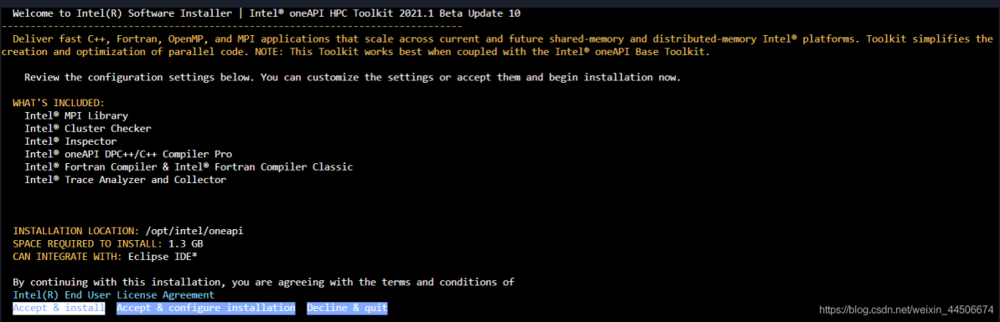 Welcome to Intel(R) Software Installer | Intel® oneAPI HPC Toolkit 2021.1 Beta Update 10
--------------------------------------------------------------------------------
Deliver fast C++, Fortran, OpenMP, and MPI applications that scale across current and future shared-memory and distributed-memory Intel® platforms. Toolkit simplifies the
creation and optimization of parallel code. NOTE: This Toolkit works best when coupled with the Intel® oneAPI Base Toolkit.
Review the configuration settings below. You can customize the settings or accept them and begin installation now.
WHAT'S INCLUDED:
Intel® MPI Library
Intel® Cluster Checker
Intel® Inspector
Intel® oneAPI DPC++/C++ Compiler Pro
Intel® Fortran Compiler & Intel® Fortran Compiler Classic
Intel® Trace Analyzer and Collector
INSTALLATION LOCATION: /opt/intel/oneapi
SPACE REQUIRED TO INSTALL: 1.3 GB
CAN INTEGRATE WITH: Eclipse IDE*
By continuing with this installation, you are agreeing with the terms and conditions of
Intel(R) End User License Agreement
Accept & install Accept & configure installation Decline & quit
https://blog.csdn.net/weixin_44506674